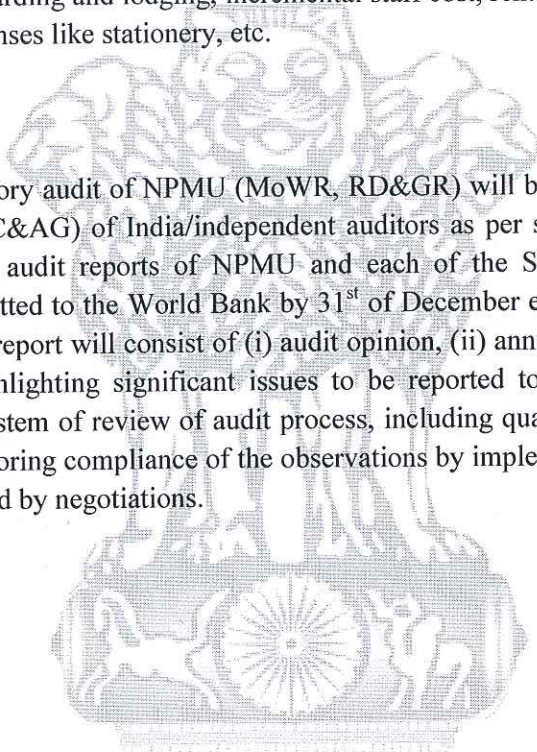 arding and lodging, incremental staff cost,
nses like stationery, etc.
ory audit of NPMU (MoWR, RD&GR) will b
C&AG) of India/independent auditors as per s
audit reports of NPMU and each of the S
tted to the World Bank by 31st of December e
report will consist of (i) audit opinion, (ii) ann
hlighting significant issues to be reported to
stem of review of audit process, including qua
oring compliance of the observations by imple
d by negotiations.